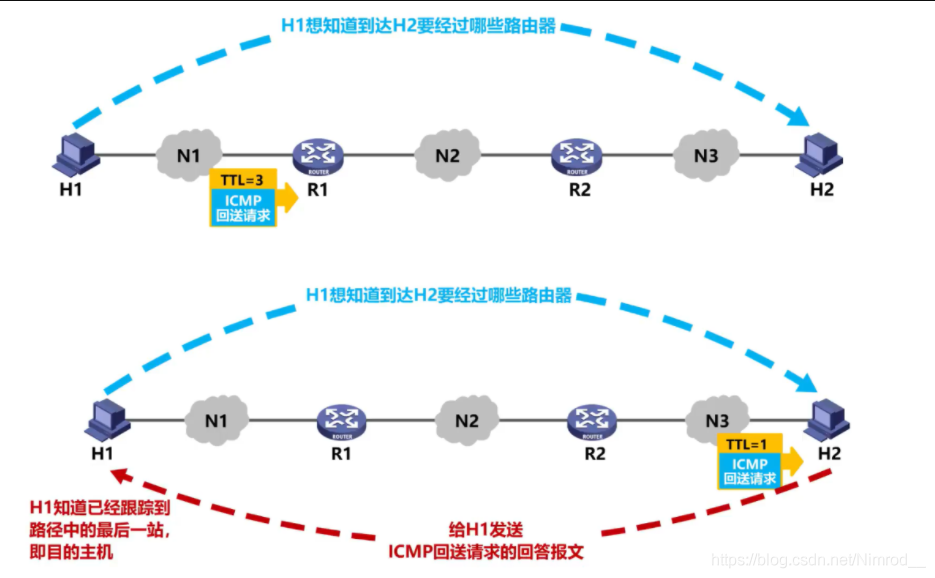 H1想知道到达H2要经过哪些路由器
N1
N2
N3
H1
TTL=3
ICMP
回送请求
ROUTER
R1
ROUTER
R2
H2
H1想知道到达H2要经过哪些路由器
N1
N2
N3
H1
ROUTER
R1
ROUTER
R2
TTL=1
ICMP
回送请求
H2
H1知道已经跟踪到
路径中的最后一站，
即目的主机
给H1发送
ICMP回送请求的回答报文
https://blog.csdn.net/Nimrod__